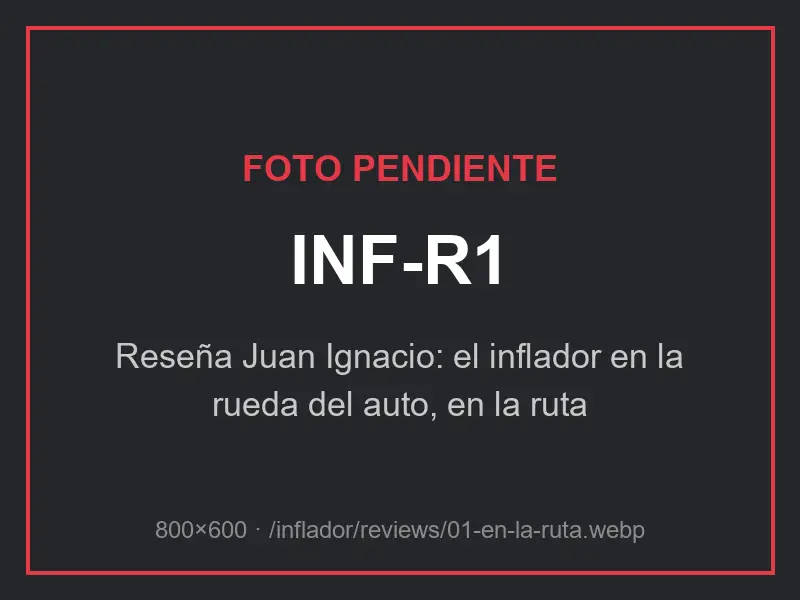 FOTO PENDIENTE
INF-R1
Reseña Juan Ignacio: el inflador en la
rueda del auto, en la ruta
800×600 · /inflador/reviews/01-en-la-ruta.webp